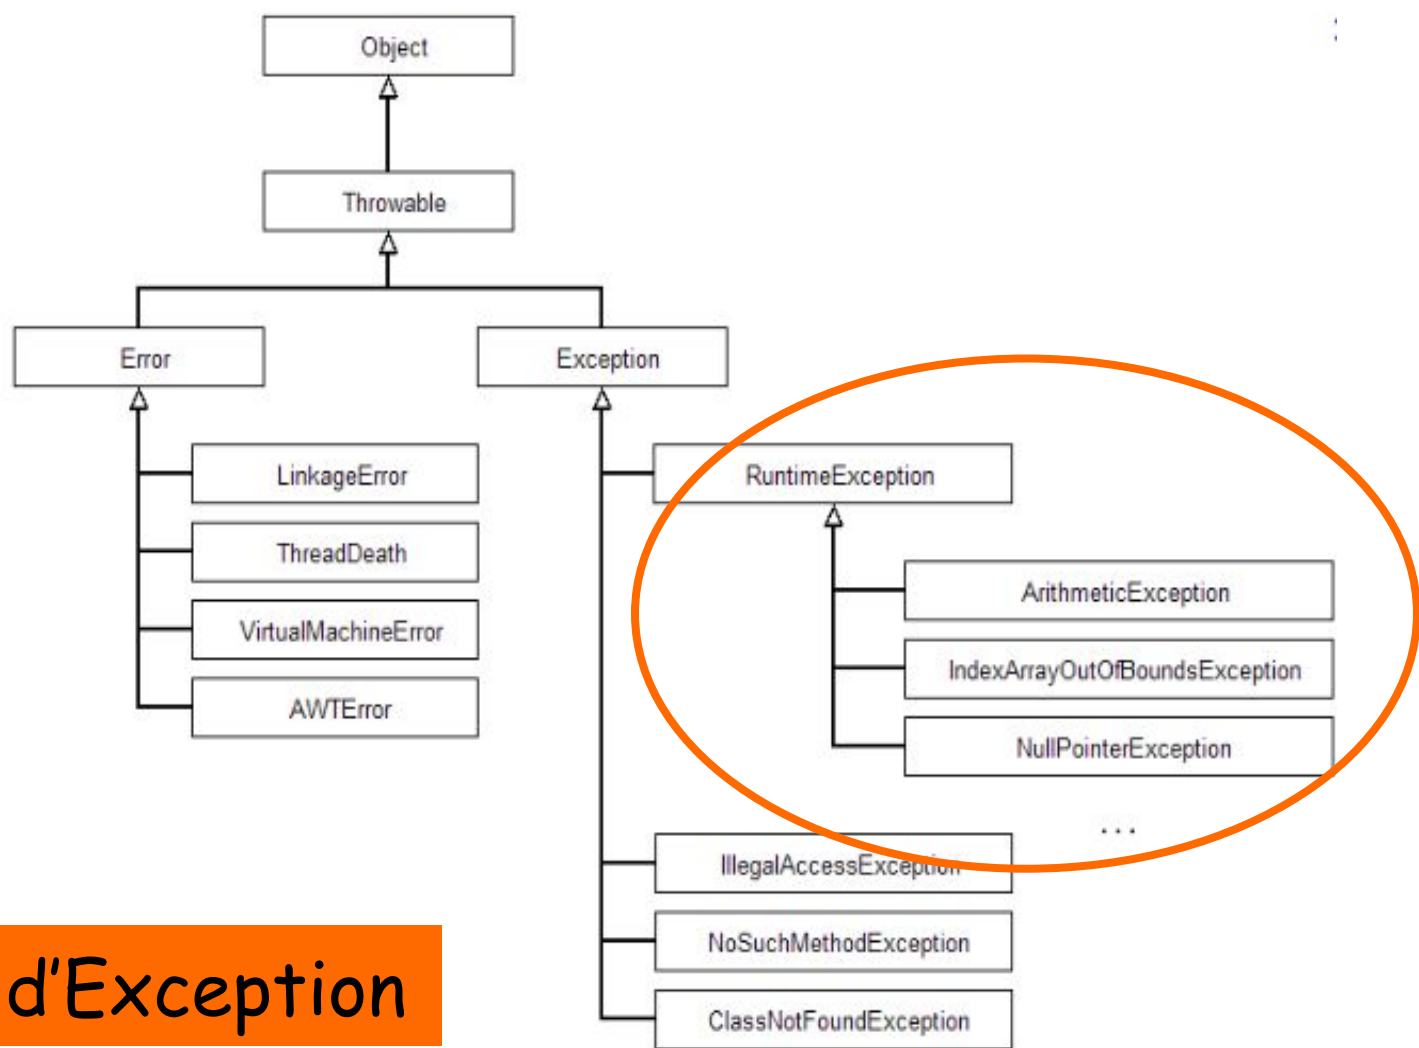 Object
Throwable
Error
Exception
LinkageError
ThreadDeath
VirtualMachineError
AWTError
RuntimeException
ArithmeticException
IndexArrayOutOfBoundsException
NullPointerException
...
IllegalAccessException
NoSuchMethodException
ClassNotFoundException
d'Exception